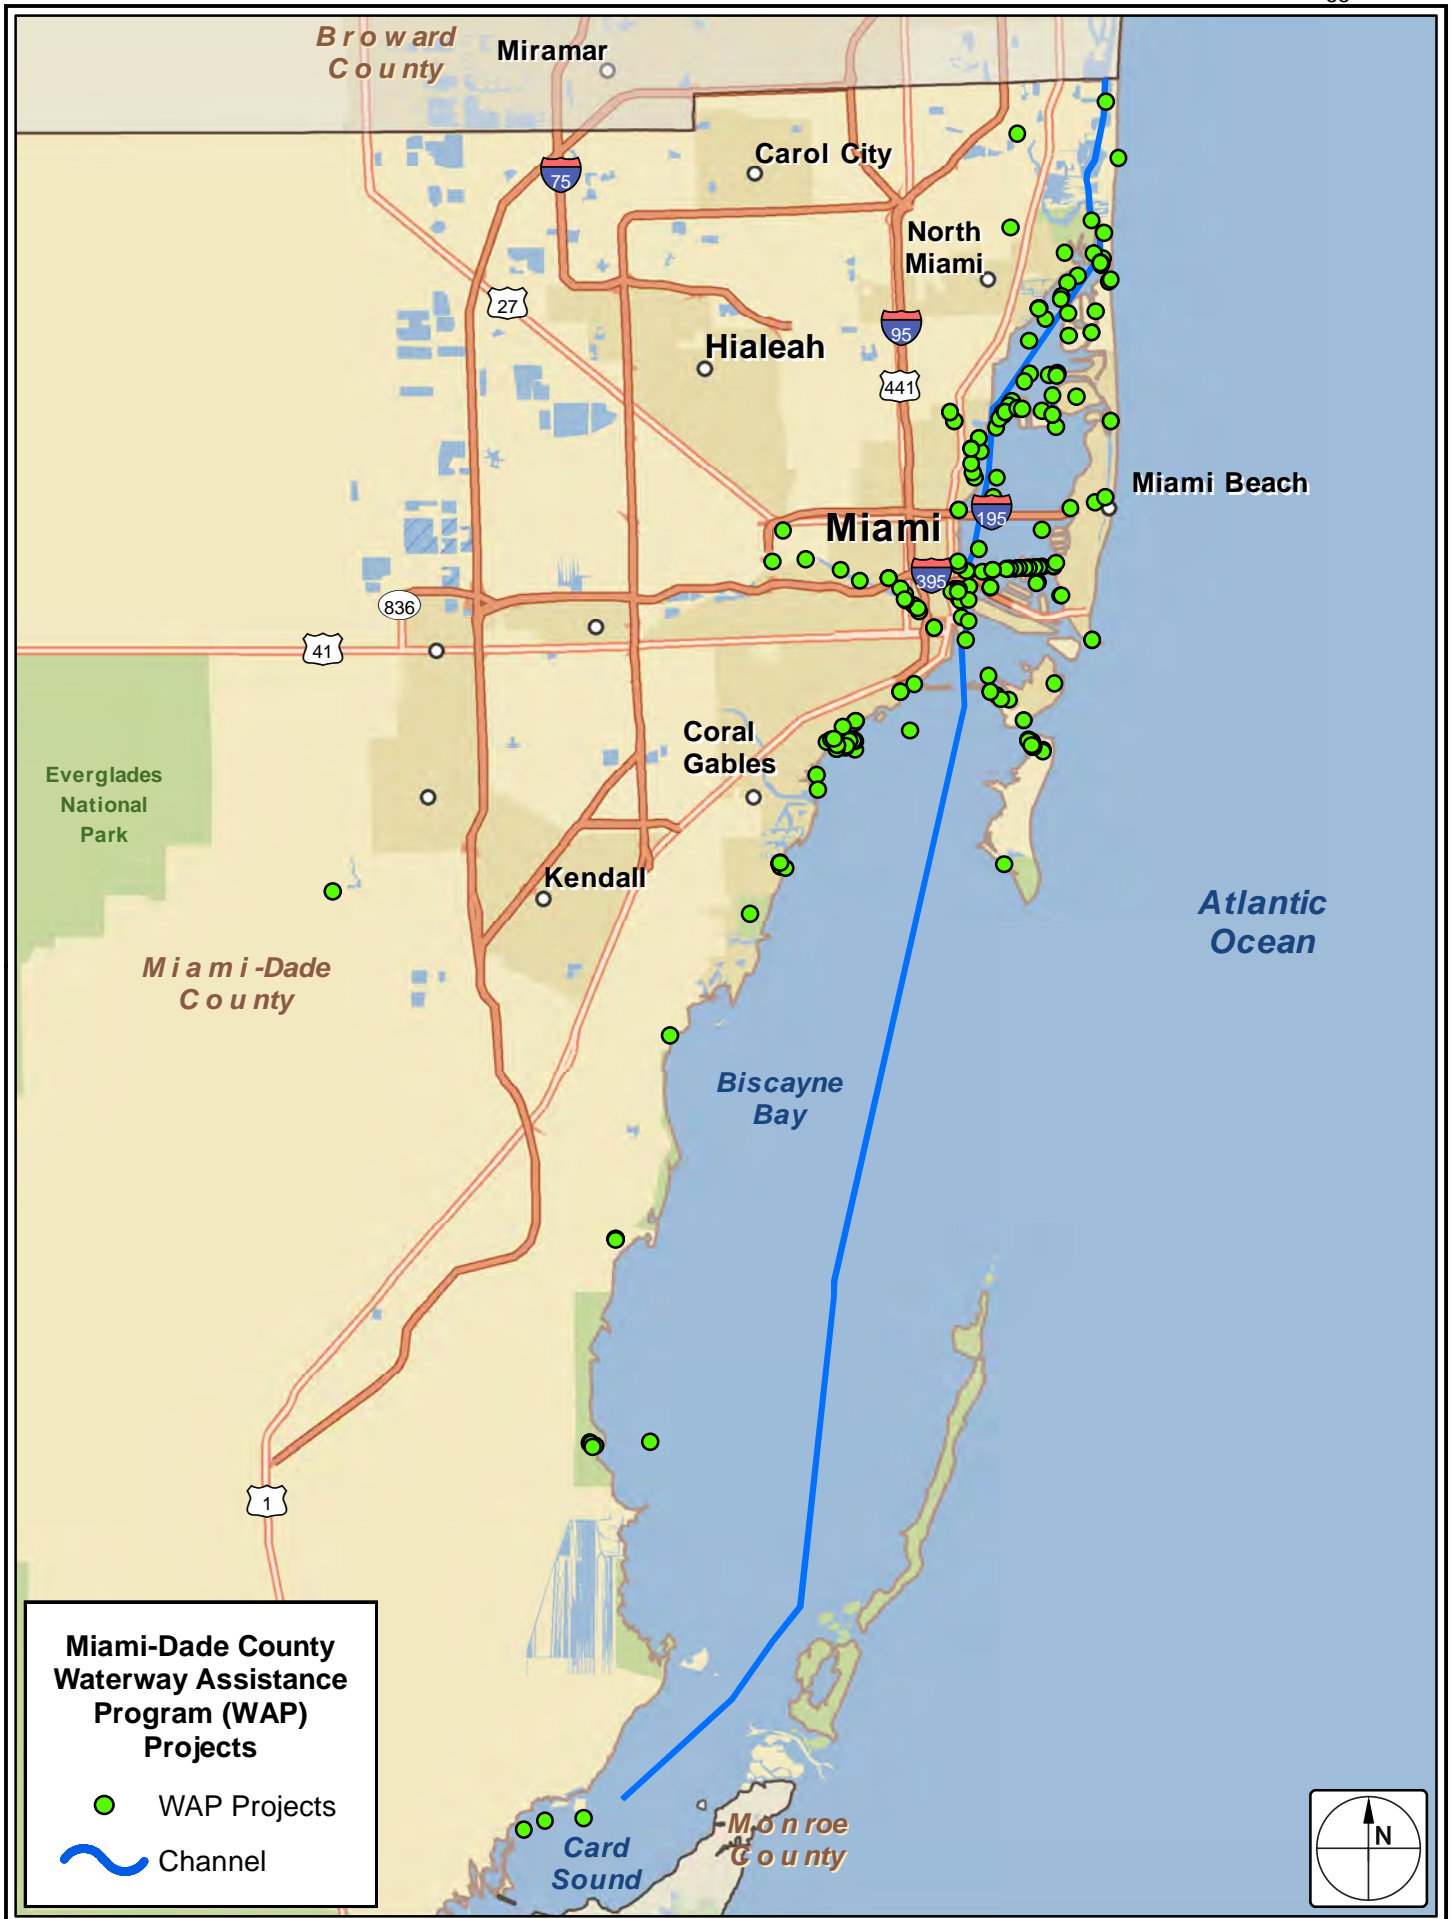 Broward
County
Miramar
Carol City
75
North
Miami
27
Hialeah
95
441
Miami Beach
Miami
195
395
836
41
Coral
Gables
Everglades
National
Park
Kendall
Atlantic
Ocean
Miami-Dade
County
Biscayne
Bay
1
Miami-Dade County
Waterway Assistance
Program (WAP)
Projects
WAP Projects
Channel
Card
Sound
Monroe
County
N